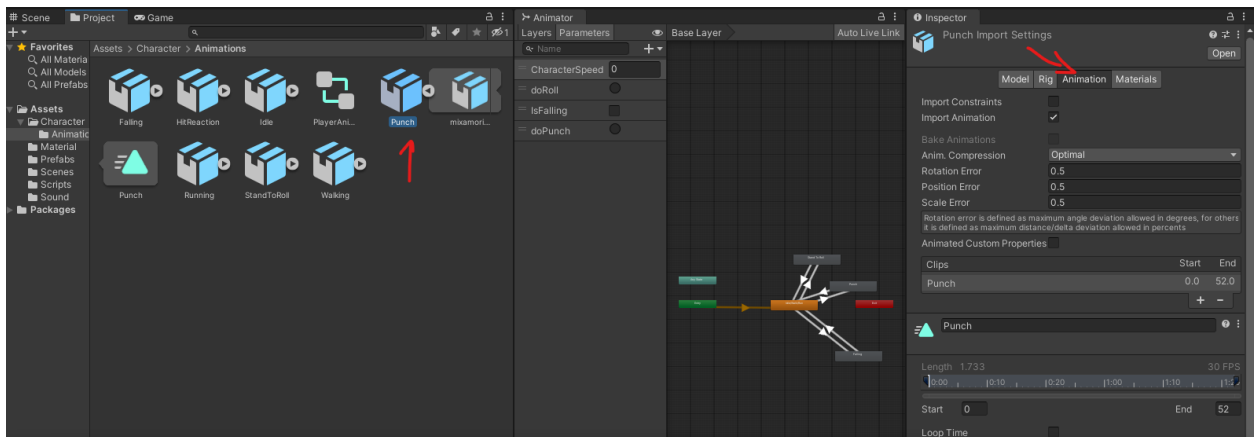 Scene
Project
Game
1
Favorites
All Materia
All Models
All Prefabs
Assets
Character
Animatic
Material
Prefabs
Scenes
Scripts
Sound
Packages
Assets > Character > Animations
Falling
HitReaction
Idle
PlayerAni...
Punch
mixamori...
Punch
Running
StandToRoll
Walking
Animator
Layers Parameters
Base Layer
Auto Live Link
Name
CharacterSpeed 0
doRoll
IsFalling
doPunch
Inspector
Punch Import Settings
Open
Model Rig Animation Materials
Import Constraints
Import Animation
Bake Animations
Anim. Compression Optimal
Rotation Error 0.5
Position Error 0.5
Scale Error 0.5
Rotation error is defined as maximum angle deviation allowed in degrees, for others
it is defined as maximum distance/delta deviation allowed in percents
Animated Custom Properties
Clips Start End
Punch 0.0 52.0
Punch
Length 1.733 30 FPS
0:00 0:10 0:20 1:00 1:10
Start 0 End 52
Loop Time